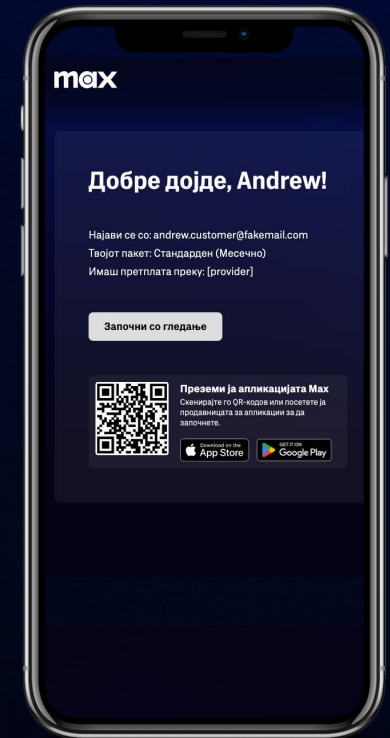 max
Добре дојде, Andrew!
Најави се со: andrew.customer@fakemail.com
Твојот пакет: Стандарден (Месечно)
Имаш претплата преку: [provider]
Започни со гледање
Преземи ја апликацијата Max
Скенирајте го QR-кодов или посетете ја
продавницата за апликации за да
започнете.
Download on the
App Store
GET IT ON
Google Play